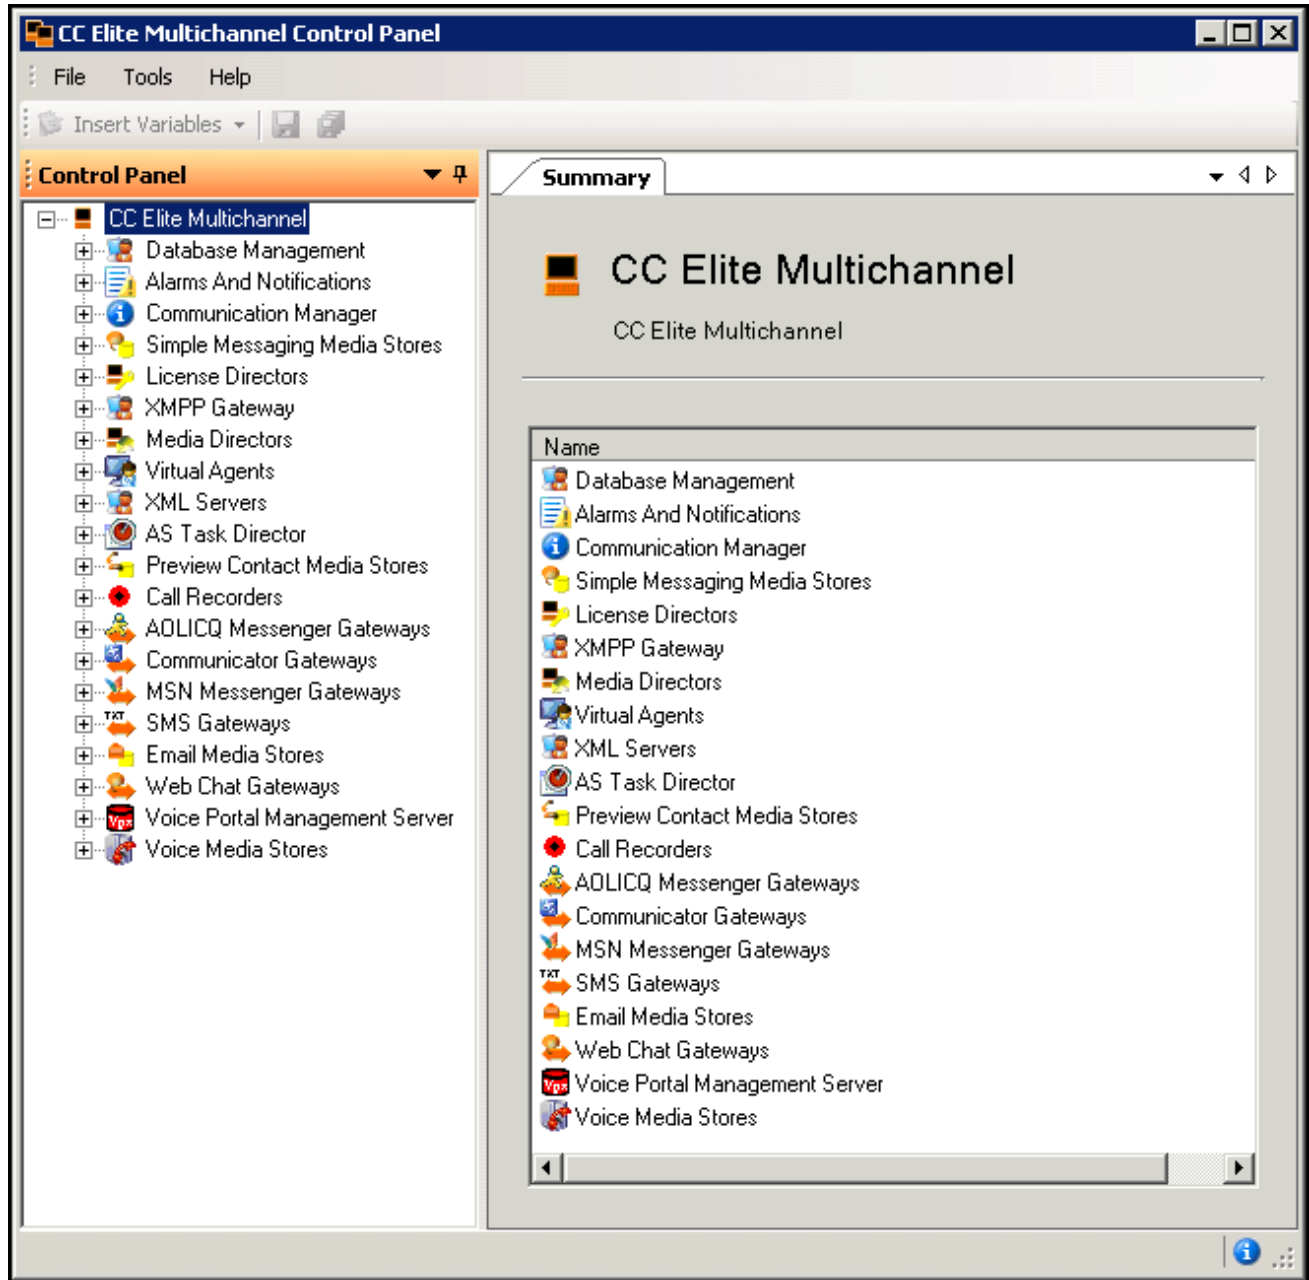 CC Elite Multichannel Control Panel
File Tools Help
Insert Variables
Control Panel
CC Elite Multichannel
Database Management
Alarms And Notifications
Communication Manager
Simple Messaging Media Stores
License Directors
XMPP Gateway
Media Directors
Virtual Agents
XML Servers
AS Task Director
Preview Contact Media Stores
Call Recorders
AOLICQ Messenger Gateways
Communicator Gateways
MSN Messenger Gateways
TXT SMS Gateways
Email Media Stores
Web Chat Gateways
Vpx Voice Portal Management Server
Voice Media Stores
Summary
CC Elite Multichannel
CC Elite Multichannel
Name
Database Management
Alarms And Notifications
Communication Manager
Simple Messaging Media Stores
License Directors
XMPP Gateway
Media Directors
Virtual Agents
XML Servers
AS Task Director
Preview Contact Media Stores
Call Recorders
AOLICQ Messenger Gateways
Communicator Gateways
MSN Messenger Gateways
TXT SMS Gateways
Email Media Stores
Web Chat Gateways
Vpx Voice Portal Management Server
Voice Media Stores